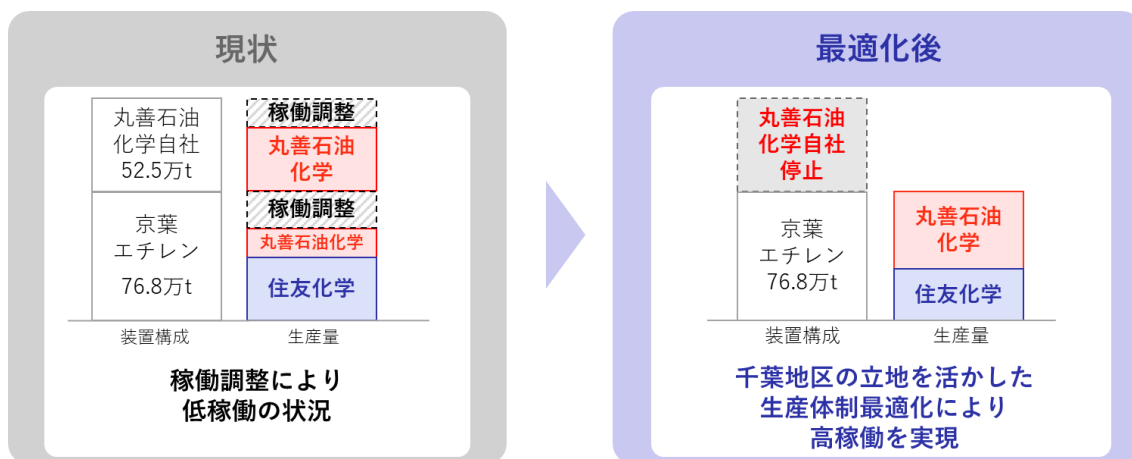 現状
丸善石油
化学自社
52.5万t
京葉
エチレン
76.8万t
稼働調整
丸善石油
化学
稼働調整
丸善石油化学
住友化学
装置構成
生産量
稼働調整により
低稼働の状況
最適化後
丸善石油
化学自社
停止
京葉
エチレン
76.8万t
丸善石油
化学
住友化学
装置構成
生産量
千葉地区の立地を活かした
生産体制最適化により
高稼働を実現